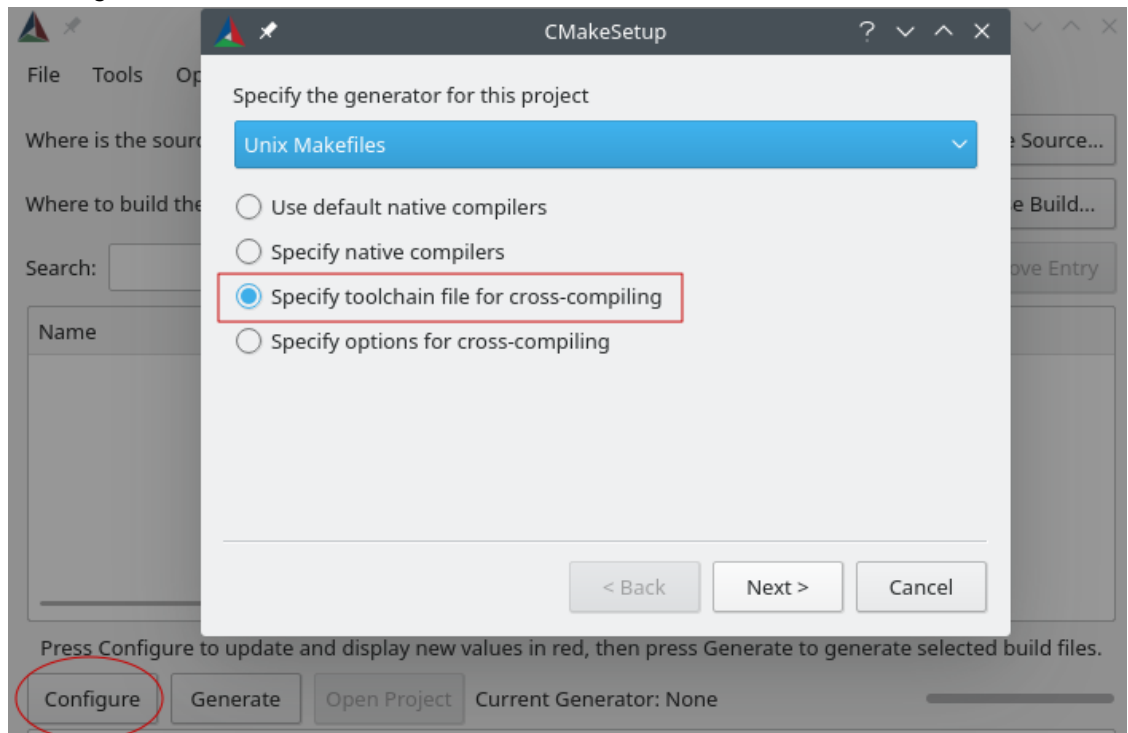 CMakeSetup
File Tools Op
Specify the generator for this project
Where is the sourc
Unix Makefiles
e Source...
Where to build the
Use default native compilers
e Build...
Specify native compilers
Search:
ove Entry
Specify toolchain file for cross-compiling
Name
Specify options for cross-compiling
< Back Next > Cancel
Press Configure to update and display new values in red, then press Generate to generate selected build files.
Configure Generate Open Project Current Generator: None